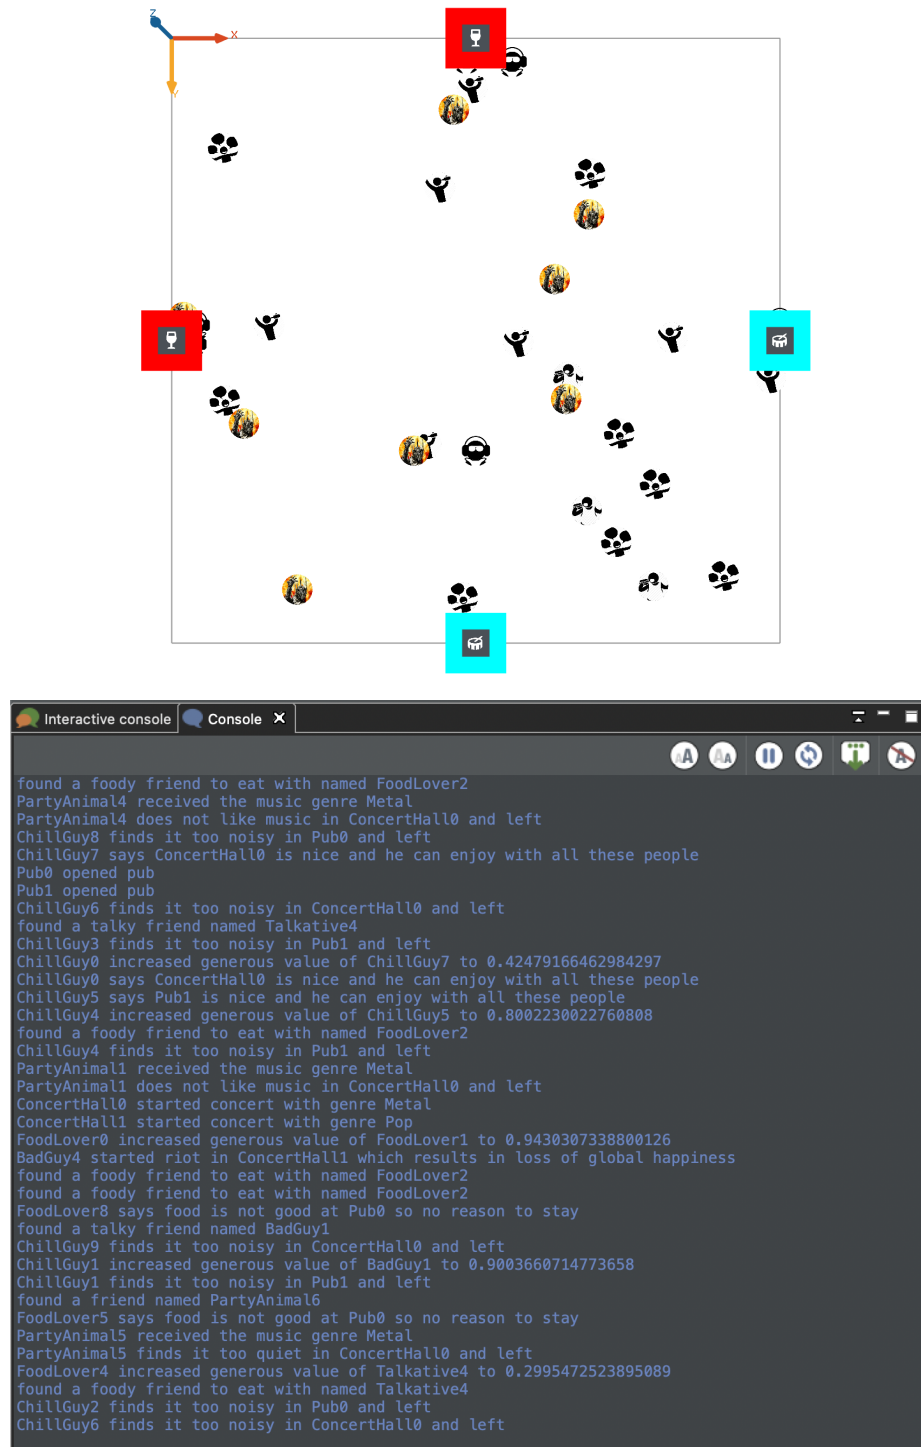 Z
X
Y
Interactive console
Console
found a foody friend to eat with named FoodLover2
PartyAnimal4 received the music genre Metal
PartyAnimal4 does not like music in ConcertHall0 and left
ChillGuy8 finds it too noisy in Pub0 and left
ChillGuy7 says ConcertHall0 is nice and he can enjoy with all these people
Pub0 opened pub
Pub1 opened pub
ChillGuy6 finds it too noisy in ConcertHall0 and left
found a talky friend named Talkative4
ChillGuy3 finds it too noisy in Pub1 and left
ChillGuy0 increased generous value of ChillGuy7 to 0.42479166462984297
ChillGuy0 says ConcertHall0 is nice and he can enjoy with all these people
ChillGuy5 says Pub1 is nice and he can enjoy with all these people
ChillGuy4 increased generous value of ChillGuy5 to 0.8002230022760808
found a foody friend to eat with named FoodLover2
ChillGuy4 finds it too noisy in Pub1 and left
PartyAnimal1 received the music genre Metal
PartyAnimal1 does not like music in ConcertHall0 and left
ConcertHall0 started concert with genre Metal
ConcertHall1 started concert with genre Pop
FoodLover0 increased generous value of FoodLover1 to 0.9430307338800126
BadGuy4 started riot in ConcertHall1 which results in loss of global happiness
found a foody friend to eat with named FoodLover2
found a foody friend to eat with named FoodLover2
FoodLover8 says food is not good at Pub0 so no reason to stay
found a talky friend named BadGuy1
ChillGuy9 finds it too noisy in ConcertHall0 and left
ChillGuy1 increased generous value of BadGuy1 to 0.9003660714773658
ChillGuy1 finds it too noisy in Pub1 and left
found a friend named PartyAnimal6
FoodLover5 says food is not good at Pub0 so no reason to stay
PartyAnimal5 received the music genre Metal
PartyAnimal5 finds it too quiet in ConcertHall0 and left
FoodLover4 increased generous value of Talkative4 to 0.2995472523895089
found a foody friend to eat with named Talkative4
ChillGuy2 finds it too noisy in Pub0 and left
ChillGuy6 finds it too noisy in ConcertHall0 and left